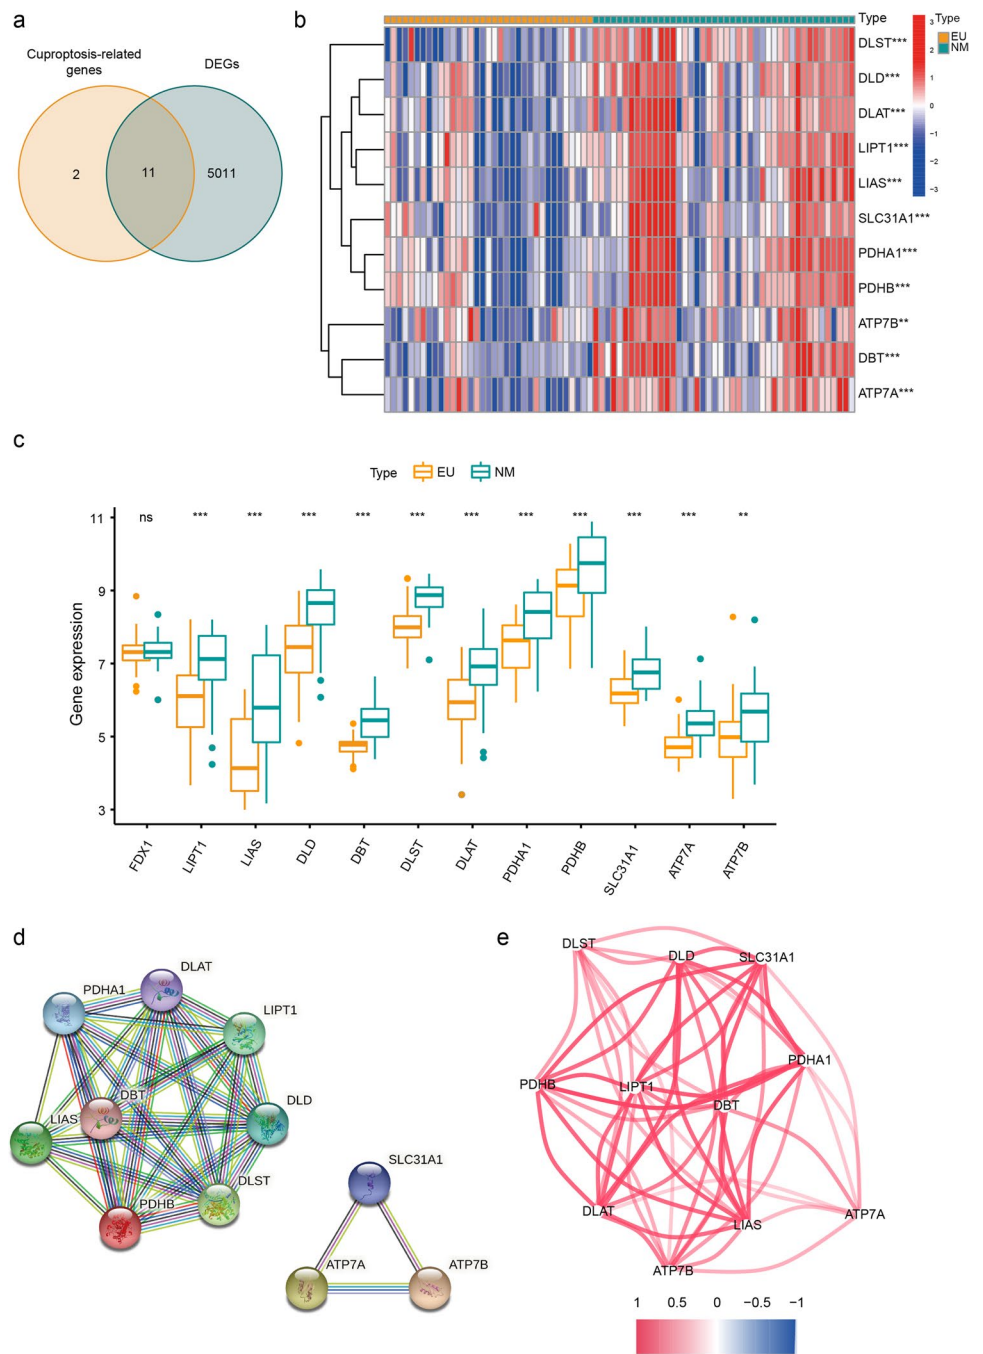 a
Cuproptosis-related
genes
DEGs
2
11
5011
b
Type
DLST***
DLD***
DLAT***
LIPT1***
LIAS***
SLC31A1***
PDHA1***
PDHB***
ATP7B**
DBT***
ATP7A***
3
2
1
0
−1
−2
−3
Type
EU
NM
c
Type EU NM
Gene expression
11
9
7
5
3
ns *** *** *** *** *** *** *** *** *** *** **
FDX1 LIPT1 LIAS DLD DBT DLST DLAT PDHA1 PDHB SLC31A1 ATP7A ATP7B
d
DLAT
PDHA1
LIPT1
DBT
DLD
LIAS
DLST
PDHB
SLC31A1
ATP7A
ATP7B
e
DLST
DLD
SLC31A1
PDHA1
PDHB
LIPT1
DBT
DLAT
LIAS
ATP7A
ATP7B
1 0.5 0 −0.5 −1